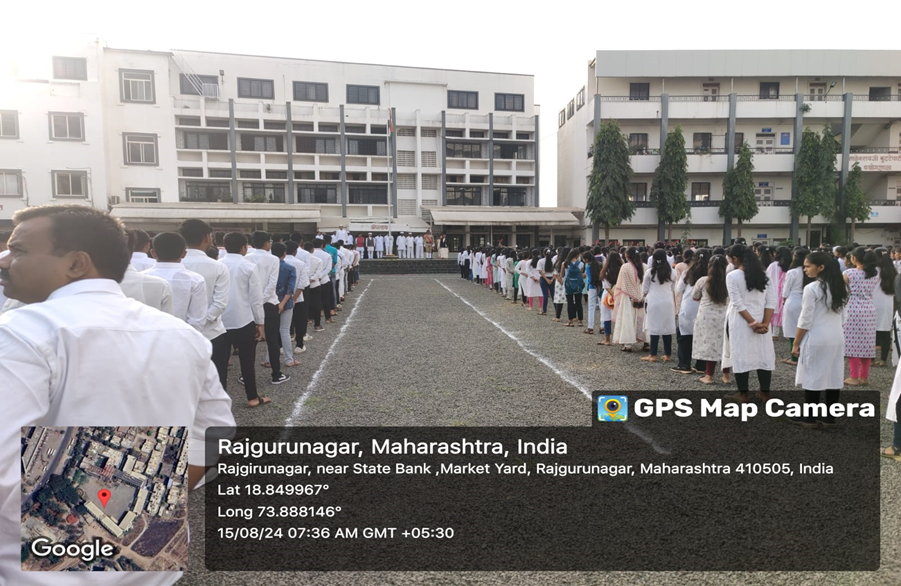 GPS Map Camera
Rajgurunagar, Maharashtra, India
Rajgirunagar, near State Bank ,Market Yard, Rajgurunagar, Maharashtra 410505, India
Lat 18.849967°
Long 73.888146°
15/08/24 07:36 AM GMT +05:30
Google